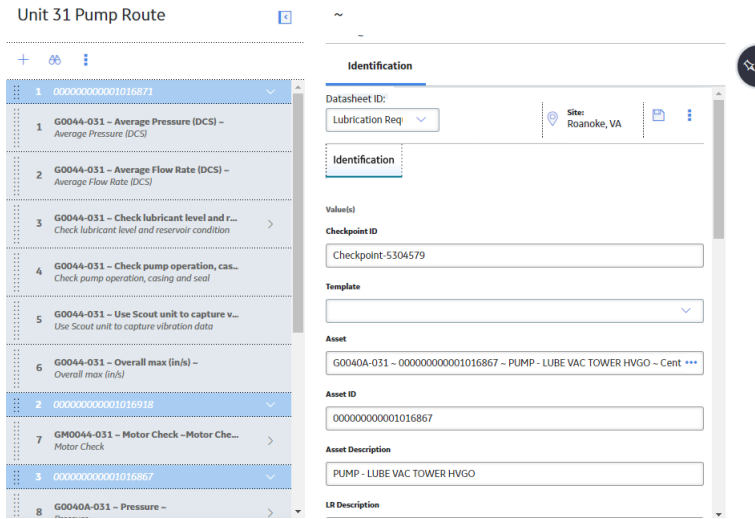 Unit 31 Pump Route
1 000000000001016871
1 G0044-031 ~ Average Pressure (DCS) ~
Average Pressure (DCS)
2 G0044-031 ~ Average Flow Rate (DCS) ~
Average Flow Rate (DCS)
3 G0044-031 ~ Check lubricant level and r...
Check lubricant level and reservoir condition
4 G0044-031 ~ Check pump operation, cas...
Check pump operation, casing and seal
5 G0044-031 ~ Use Scout unit to capture v...
Use Scout unit to capture vibration data
6 G0044-031 ~ Overall max (in/s) ~
Overall max (in/s)
2 000000000001016918
7 GM0044-031 ~ Motor Check ~Motor Che...
Motor Check
3 000000000001016867
8 G0040A-031 ~ Pressure ~
Pressure
~
~
Identification
Datasheet ID:
Lubrication Requ
Site:
Roanoke, VA
Identification
Value(s)
Checkpoint ID
Checkpoint-5304579
Template
Asset
G0040A-031 ~ 000000000001016867 ~ PUMP - LUBE VAC TOWER HVGO ~ Cent •••
Asset ID
000000000001016867
Asset Description
PUMP - LUBE VAC TOWER HVGO
LR Description